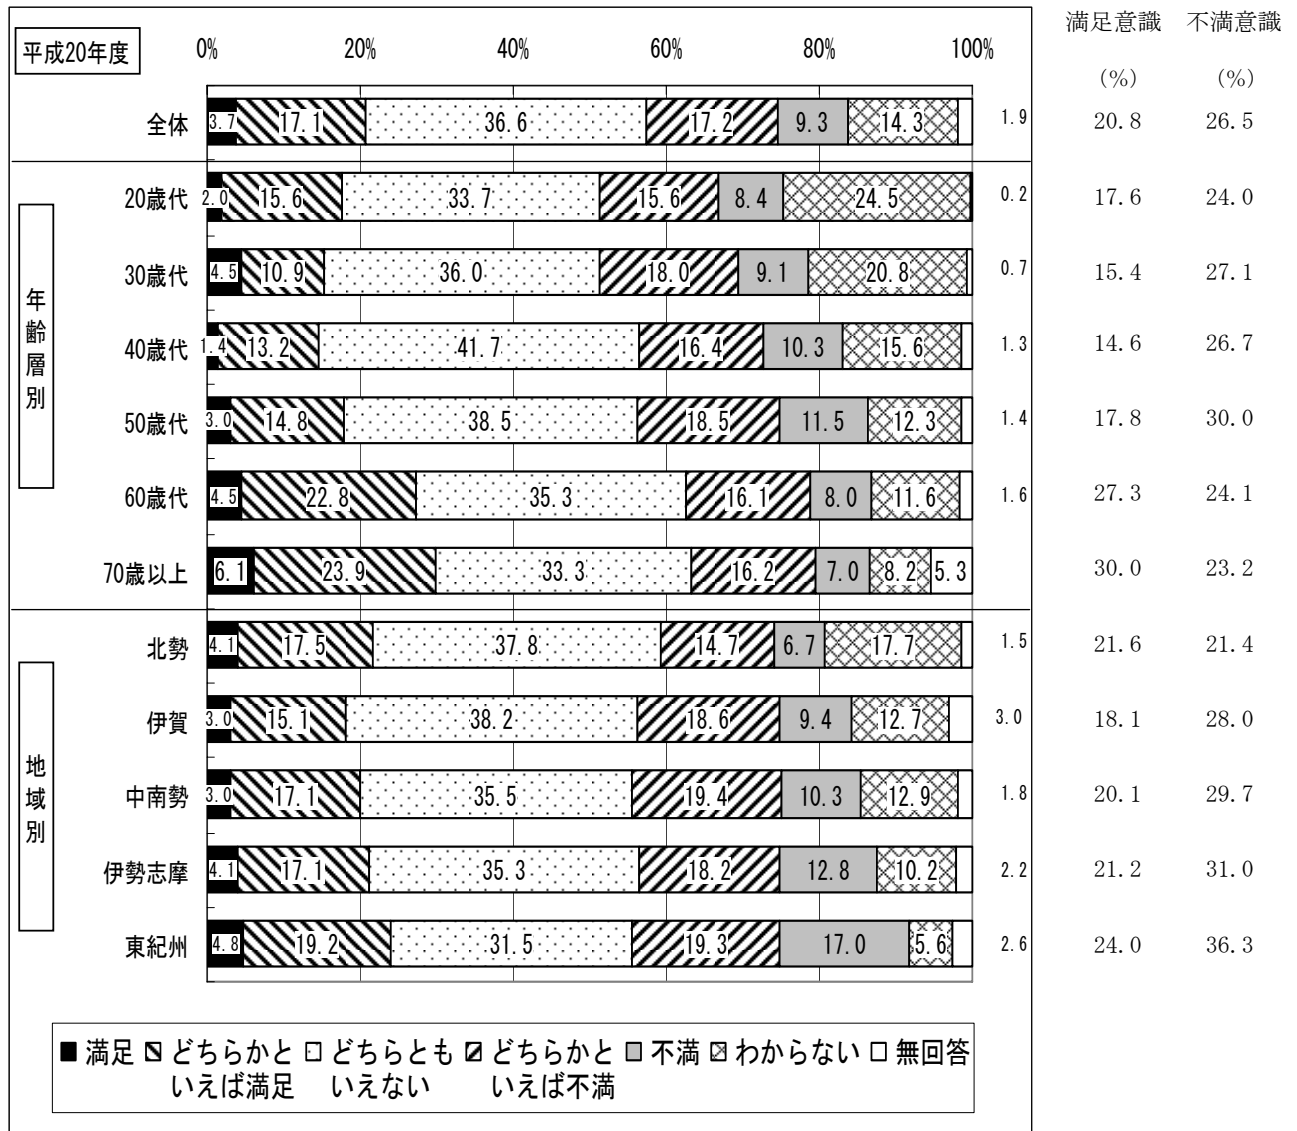 満足意識 不満意識
平成20年度 0% 20% 40% 60% 80% 100%
(%) (%)
全体 3.7 17.1 36.6 17.2 9.3 14.3 1.9 20.8 26.5
年齢層別
20歳代 2.0 15.6 33.7 15.6 8.4 24.5 0.2 17.6 24.0
30歳代 4.5 10.9 36.0 18.0 9.1 20.8 0.7 15.4 27.1
40歳代 1.4 13.2 41.7 16.4 10.3 15.6 1.3 14.6 26.7
50歳代 3.0 14.8 38.5 18.5 11.5 12.3 1.4 17.8 30.0
60歳代 4.5 22.8 35.3 16.1 8.0 11.6 1.6 27.3 24.1
70歳以上 6.1 23.9 33.3 16.2 7.0 8.2 5.3 30.0 23.2
地域別
北勢 4.1 17.5 37.8 14.7 6.7 17.7 1.5 21.6 21.4
伊賀 3.0 15.1 38.2 18.6 9.4 12.7 3.0 18.1 28.0
中南勢 3.0 17.1 35.5 19.4 10.3 12.9 1.8 20.1 29.7
伊勢志摩 4.1 17.1 35.3 18.2 12.8 10.2 2.2 21.2 31.0
東紀州 4.8 19.2 31.5 19.3 17.0 5.6 2.6 24.0 36.3
満足 どちらかと どちらとも どちらかと 不満 わからない 無回答
いえば満足 いえない いえば不満